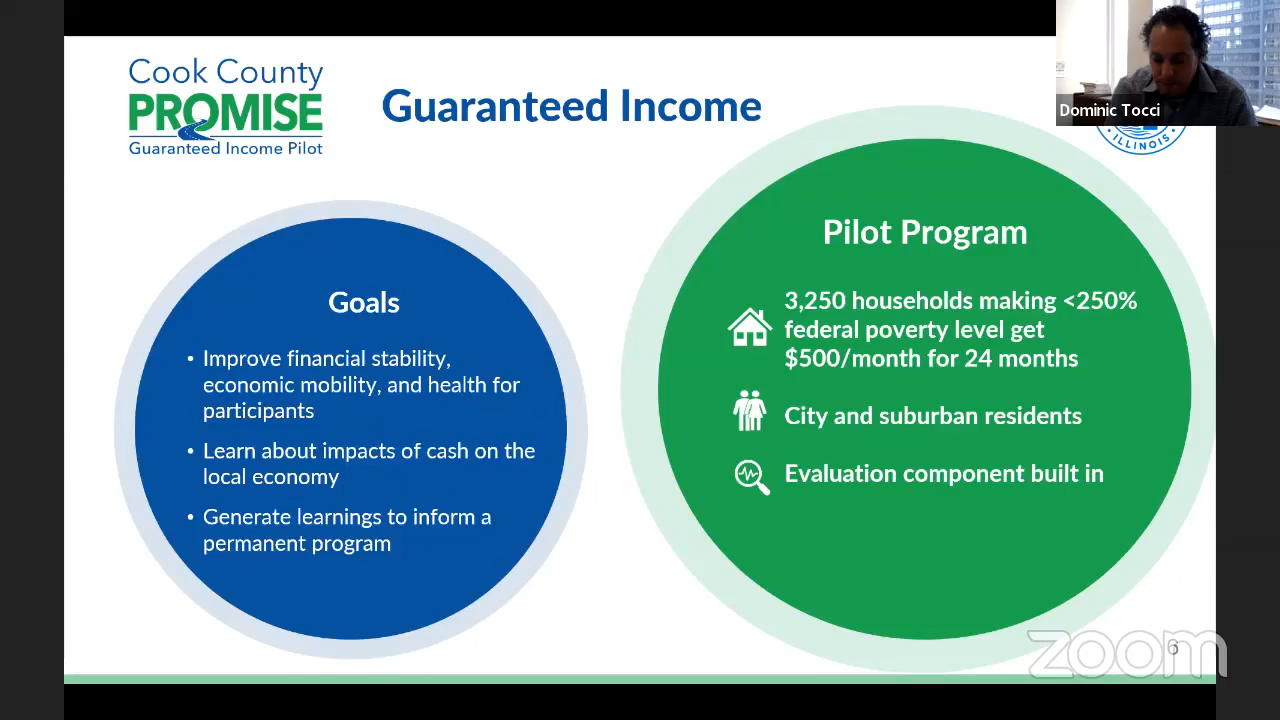 Cook County
PROMISE
Guaranteed Income Pilot
Guaranteed Income
Dominic Tocci
ILLINOIS
Goals
• Improve financial stability,
economic mobility, and health for
participants
• Learn about impacts of cash on the
local economy
• Generate learnings to inform a
permanent program
Pilot Program
3,250 households making <250%
federal poverty level get
$500/month for 24 months
City and suburban residents
Evaluation component built in
zoom
6